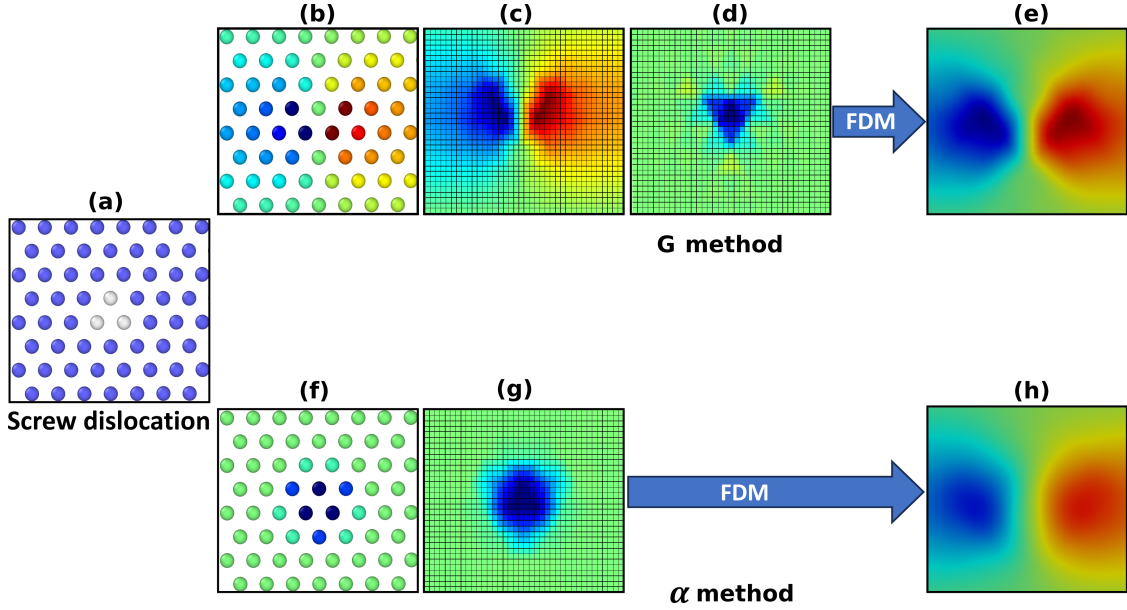 (b)
(c)
(d)
(e)
FDM
G method
(a)
Screw dislocation
(f)
(g)
(h)
FDM
α method